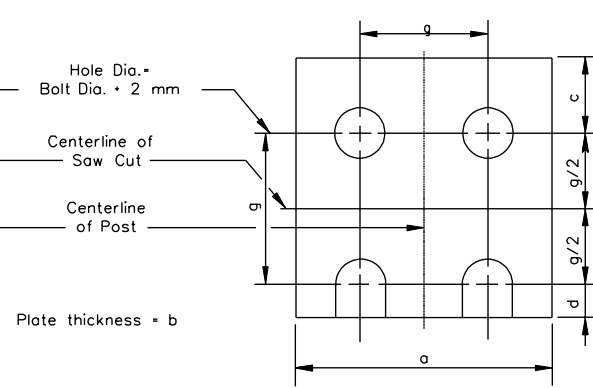 g
Hole Dia.=
Bolt Dia. + 2 mm
c
Centerline of
Saw Cut
g/2
g
Centerline
of Post
g/2
d
Plate thickness = b
a